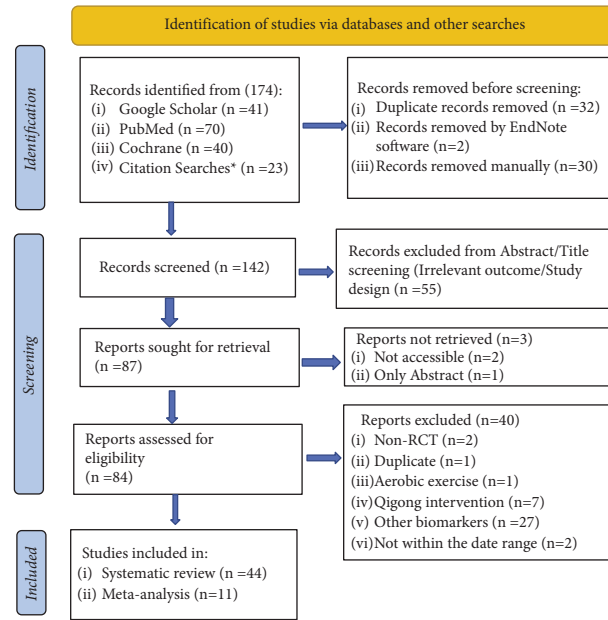 Identification of studies via databases and other searches
Identification
Records identified from (174):
(i) Google Scholar (n =41)
(ii) PubMed (n =70)
(iii) Cochrane (n =40)
(iv) Citation Searches* (n =23)
Records removed before screening:
(i) Duplicate records removed (n =32)
(ii) Records removed by EndNote
software (n=2)
(iii) Records removed manually (n=30)
Screening
Records screened (n =142)
Records excluded from Abstract/Title
screening (Irrelevant outcome/Study
design (n =55)
Reports sought for retrieval
(n =87)
Reports not retrieved (n=3)
(i) Not accessible (n=2)
(ii) Only Abstract (n=1)
Reports assessed for
eligibility
(n =84)
Reports excluded (n=40)
(i) Non-RCT (n=2)
(ii) Duplicate (n=1)
(iii) Aerobic exercise (n=1)
(iv) Qigong intervention (n=7)
(v) Other biomarkers (n =27)
(vi) Not within the date range (n=2)
Included
Studies included in:
(i) Systematic review (n =44)
(ii) Meta-analysis (n=11)